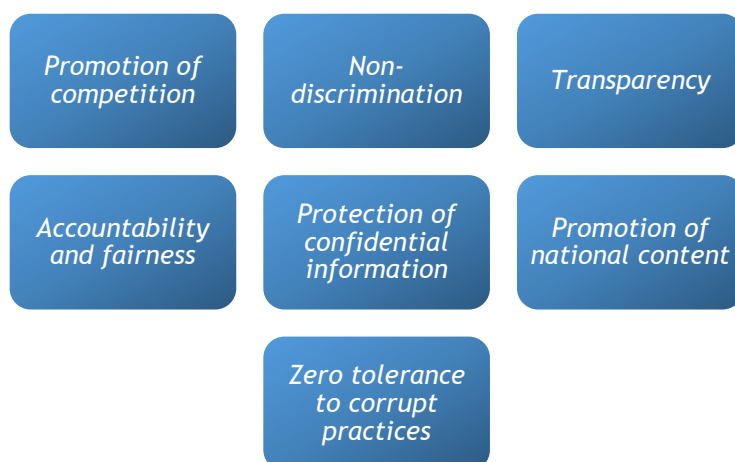 Promotion of
competition
Non-
discrimination
Transparency
Accountability
and fairness
Protection of
confidential
information
Promotion of
national content
Zero tolerance
to corrupt
practices